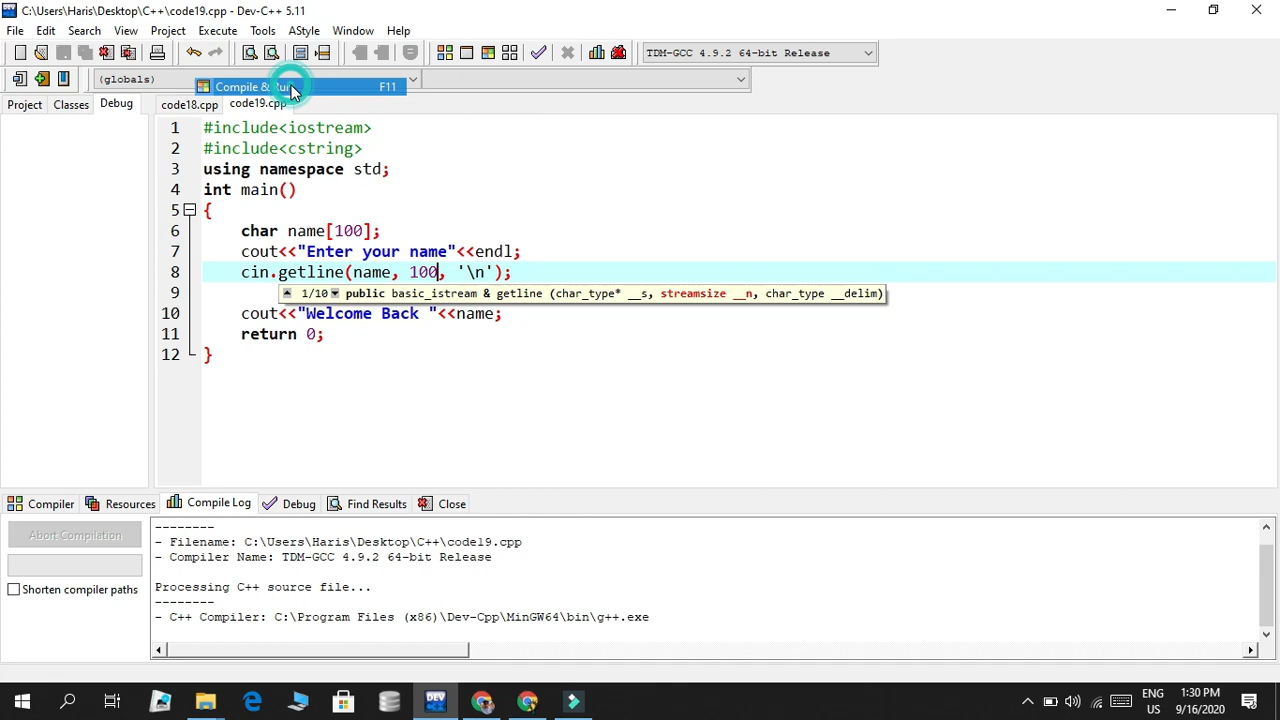 C:\Users\Haris\Desktop\C++\code19.cpp - Dev-C++ 5.11
File Edit Search View Project Execute Tools AStyle Window Help
TDM-GCC 4.9.2 64-bit Release
(globals)
Compile & Run F11
Project Classes Debug code18.cpp code19.cpp
1 #include<iostream>
2 #include<cstring>
3 using namespace std;
4 int main()
5 {
6 char name[100];
7 cout<<"Enter your name"<<endl;
8 cin.getline(name, 100, '\n');
9 1/10 public basic_istream & getline (char_type* __s, streamsize __n, char_type __delim)
10 cout<<"Welcome Back "<<name;
11 return 0;
12 }
Compiler Resources Compile Log Debug Find Results Close
Abort Compilation
Shorten compiler paths
--------
- Filename: C:\Users\Haris\Desktop\C++\code19.cpp
- Compiler Name: TDM-GCC 4.9.2 64-bit Release
Processing C++ source file...
--------
- C++ Compiler: C:\Program Files (x86)\Dev-Cpp\MinGW64\bin\g++.exe
DEV
ENG
US
1:30 PM
9/16/2020